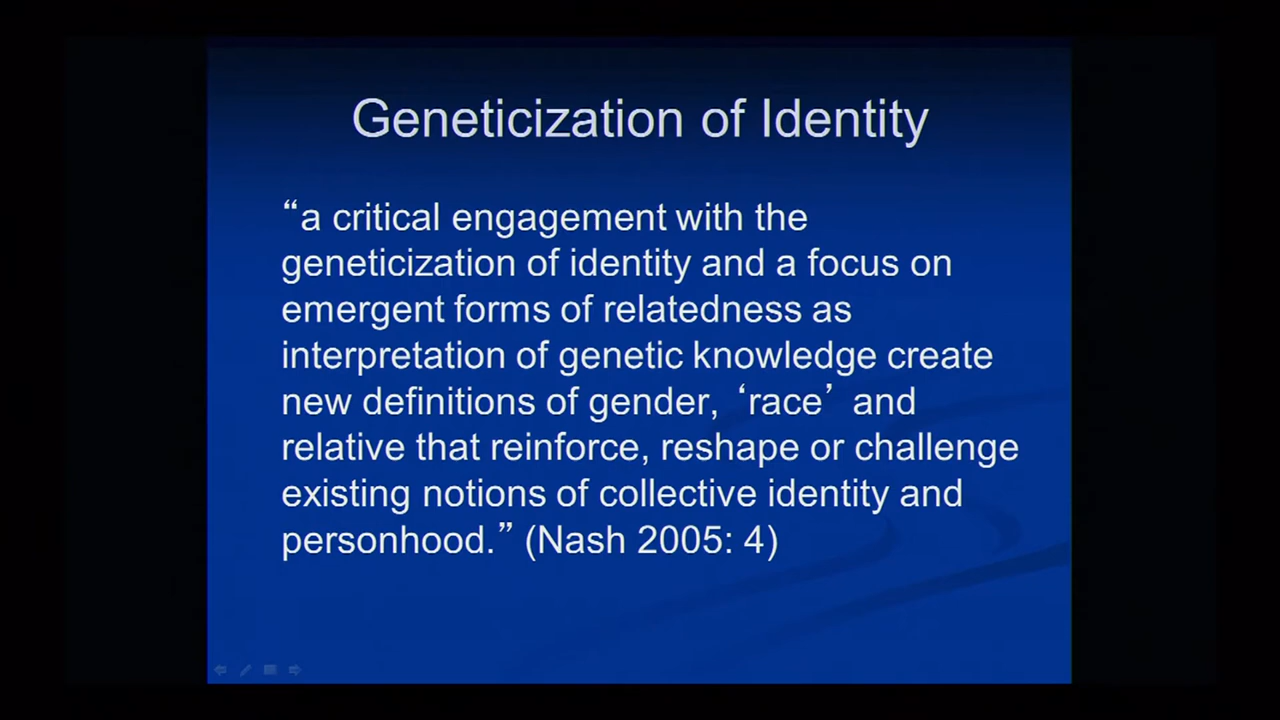 Geneticization of Identity
“a critical engagement with the
geneticization of identity and a focus on
emergent forms of relatedness as
interpretation of genetic knowledge create
new definitions of gender, ‘race’ and
relative that reinforce, reshape or challenge
existing notions of collective identity and
personhood.” (Nash 2005: 4)